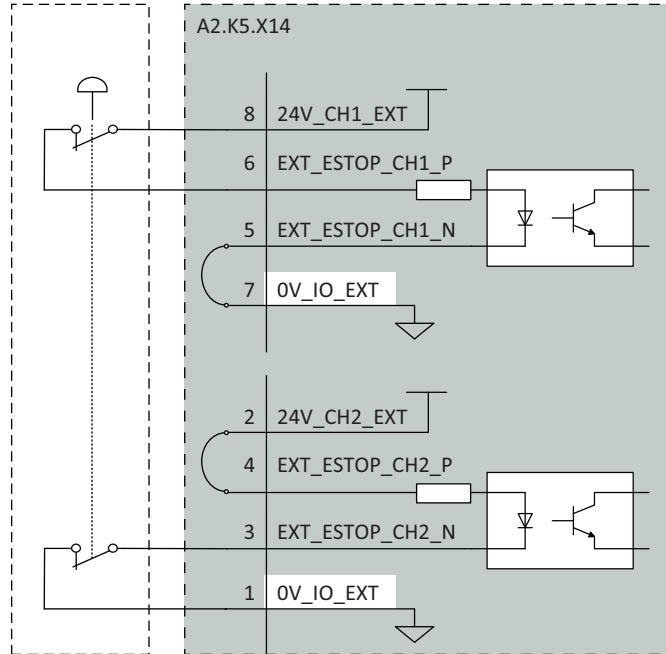 A2.K5.X14
8 24V_CH1_EXT
6 EXT_ESTOP_CH1_P
5 EXT_ESTOP_CH1_N
7 0V_IO_EXT
2 24V_CH2_EXT
4 EXT_ESTOP_CH2_P
3 EXT_ESTOP_CH2_N
1 0V_IO_EXT